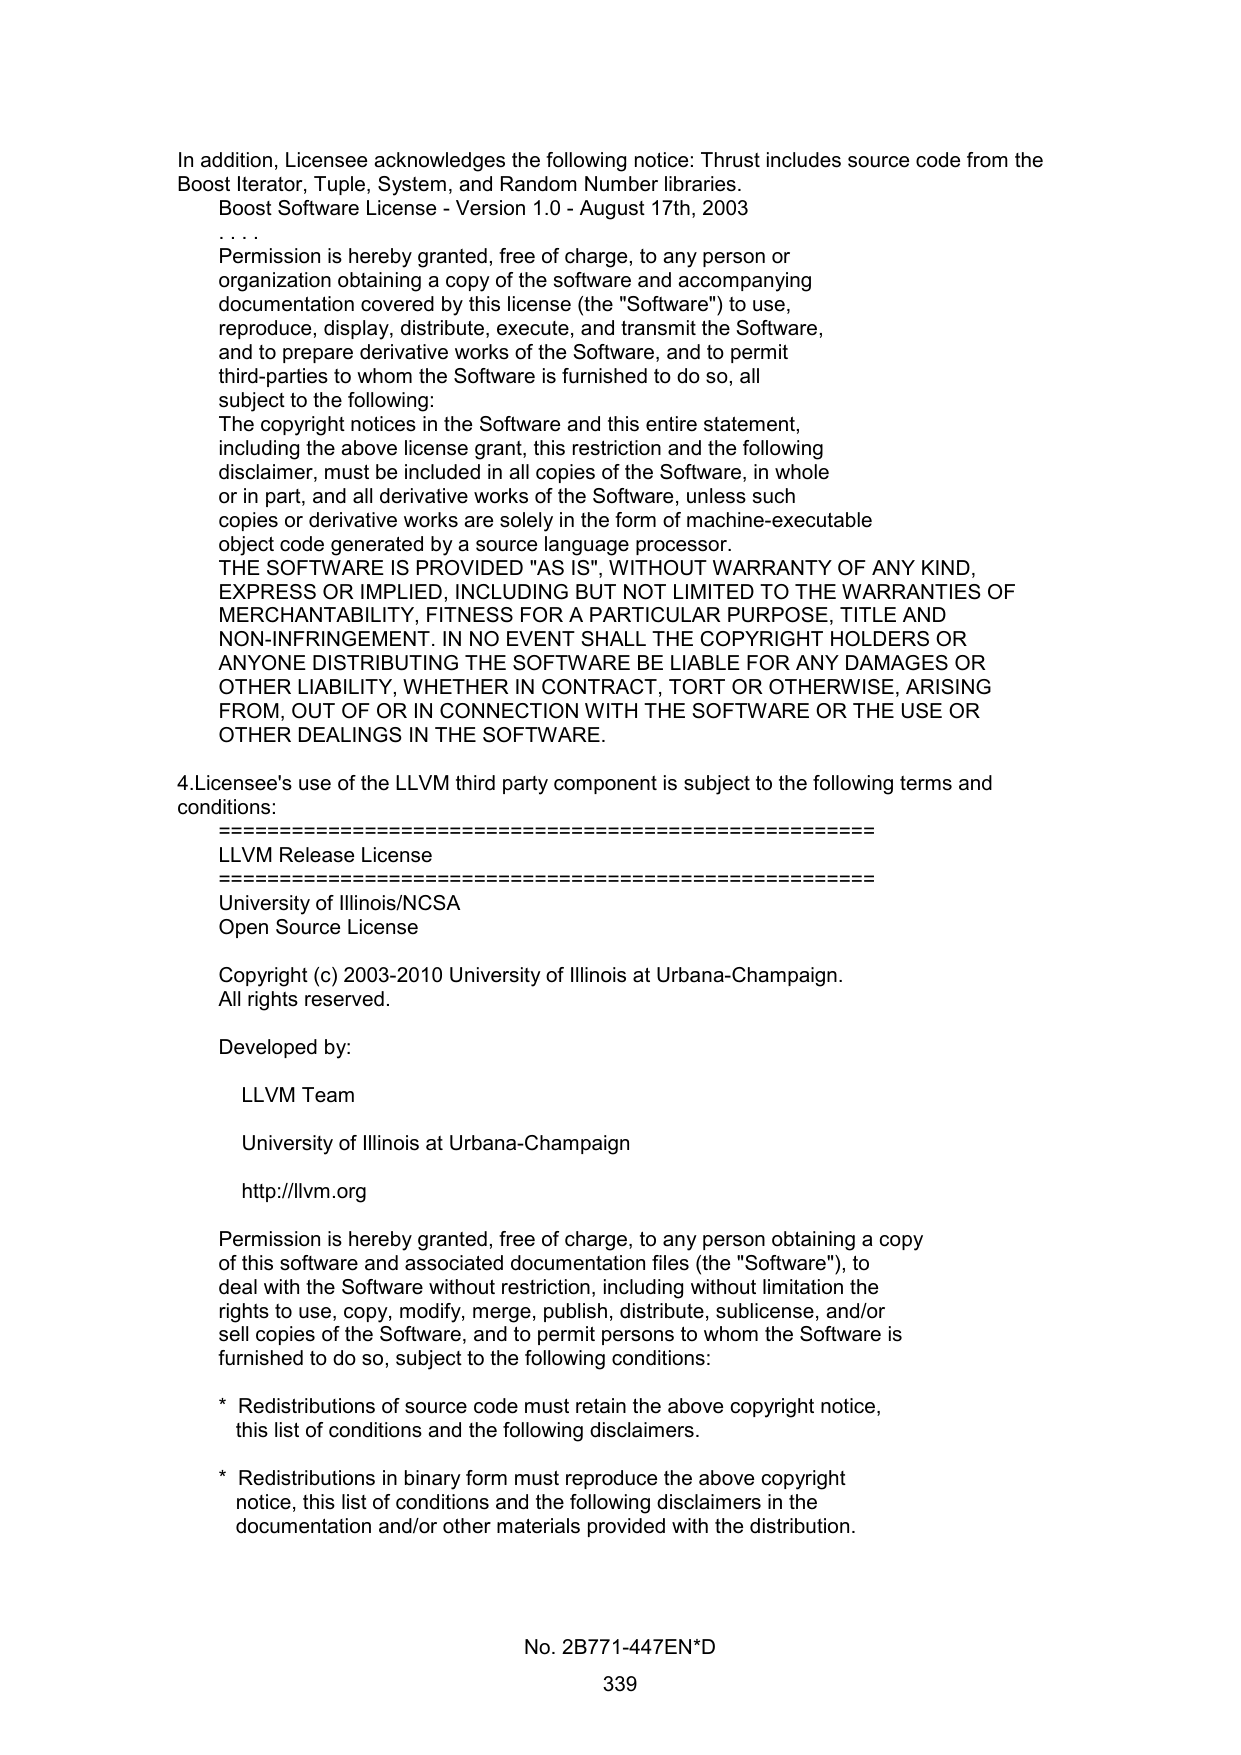 In addition, Licensee acknowledges the following notice: Thrust includes source code from the
Boost Iterator, Tuple, System, and Random Number libraries.
Boost Software License - Version 1.0 - August 17th, 2003
. . . .
Permission is hereby granted, free of charge, to any person or
organization obtaining a copy of the software and accompanying
documentation covered by this license (the "Software") to use,
reproduce, display, distribute, execute, and transmit the Software,
and to prepare derivative works of the Software, and to permit
third-parties to whom the Software is furnished to do so, all
subject to the following:
The copyright notices in the Software and this entire statement,
including the above license grant, this restriction and the following
disclaimer, must be included in all copies of the Software, in whole
or in part, and all derivative works of the Software, unless such
copies or derivative works are solely in the form of machine-executable
object code generated by a source language processor.
THE SOFTWARE IS PROVIDED "AS IS", WITHOUT WARRANTY OF ANY KIND,
EXPRESS OR IMPLIED, INCLUDING BUT NOT LIMITED TO THE WARRANTIES OF
MERCHANTABILITY, FITNESS FOR A PARTICULAR PURPOSE, TITLE AND
NON-INFRINGEMENT. IN NO EVENT SHALL THE COPYRIGHT HOLDERS OR
ANYONE DISTRIBUTING THE SOFTWARE BE LIABLE FOR ANY DAMAGES OR
OTHER LIABILITY, WHETHER IN CONTRACT, TORT OR OTHERWISE, ARISING
FROM, OUT OF OR IN CONNECTION WITH THE SOFTWARE OR THE USE OR
OTHER DEALINGS IN THE SOFTWARE.
4.Licensee's use of the LLVM third party component is subject to the following terms and
conditions:
======================================================
LLVM Release License
======================================================
University of Illinois/NCSA
Open Source License
Copyright (c) 2003-2010 University of Illinois at Urbana-Champaign.
All rights reserved.
Developed by:
LLVM Team
University of Illinois at Urbana-Champaign
http://llvm.org
Permission is hereby granted, free of charge, to any person obtaining a copy
of this software and associated documentation files (the "Software"), to
deal with the Software without restriction, including without limitation the
rights to use, copy, modify, merge, publish, distribute, sublicense, and/or
sell copies of the Software, and to permit persons to whom the Software is
furnished to do so, subject to the following conditions:
* Redistributions of source code must retain the above copyright notice,
this list of conditions and the following disclaimers.
* Redistributions in binary form must reproduce the above copyright
notice, this list of conditions and the following disclaimers in the
documentation and/or other materials provided with the distribution.
No. 2B771-447EN*D
339